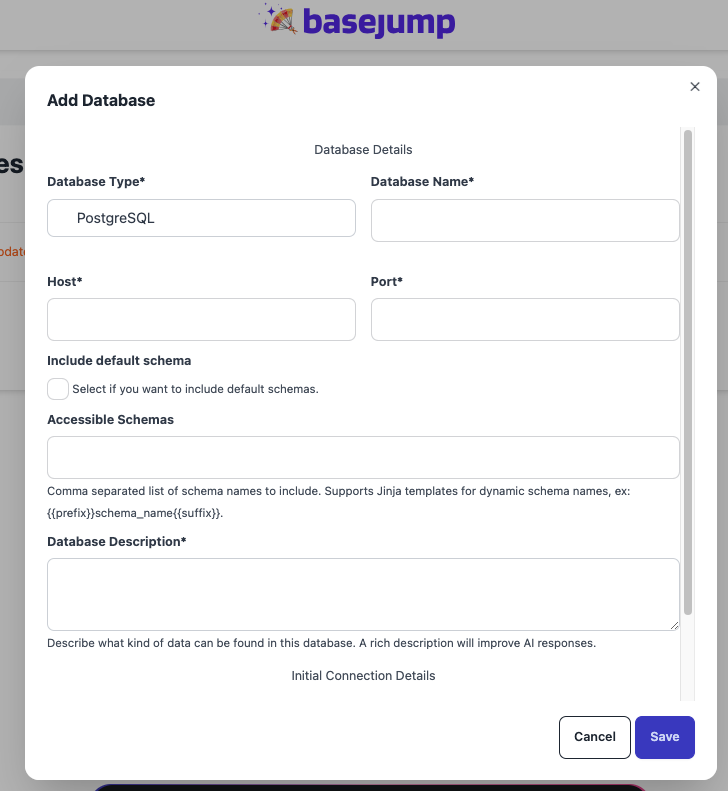 basejump
Add Database
Database Details
Database Type* Database Name*
PostgreSQL
Host* Port*
Include default schema
Select if you want to include default schemas.
Accessible Schemas
Comma separated list of schema names to include. Supports Jinja templates for dynamic schema names, ex:
{{prefix}}schema_name{{suffix}}.
Database Description*
Describe what kind of data can be found in this database. A rich description will improve AI responses.
Initial Connection Details
Cancel Save